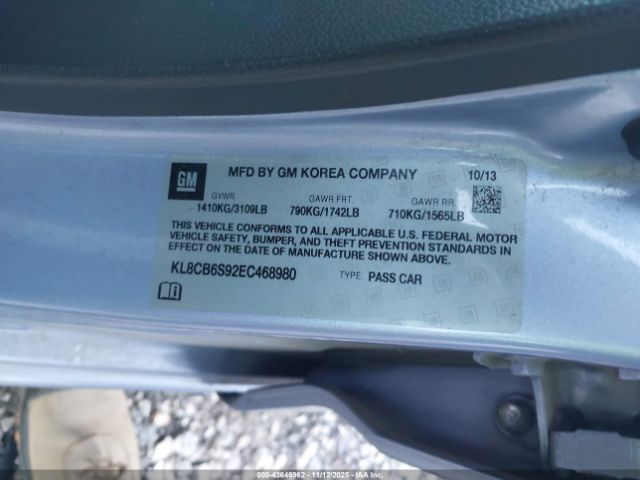 GM
MFD BY GM KOREA COMPANY 10/13
GVWR GAWR FRT GAWR RR
1410KG/3109LB 790KG/1742LB 710KG/1565LB
THIS VEHICLE CONFORMS TO ALL APPLICABLE U.S. FEDERAL MOTOR
VEHICLE SAFETY, BUMPER, AND THEFT PREVENTION STANDARDS IN
EFFECT ON THE DATE OF MANUFACTURE SHOWN ABOVE.
KL8CB6S92EC468980 TYPE: PASS CAR
000-43646962 - 11/12/2025 - IAAI.COM